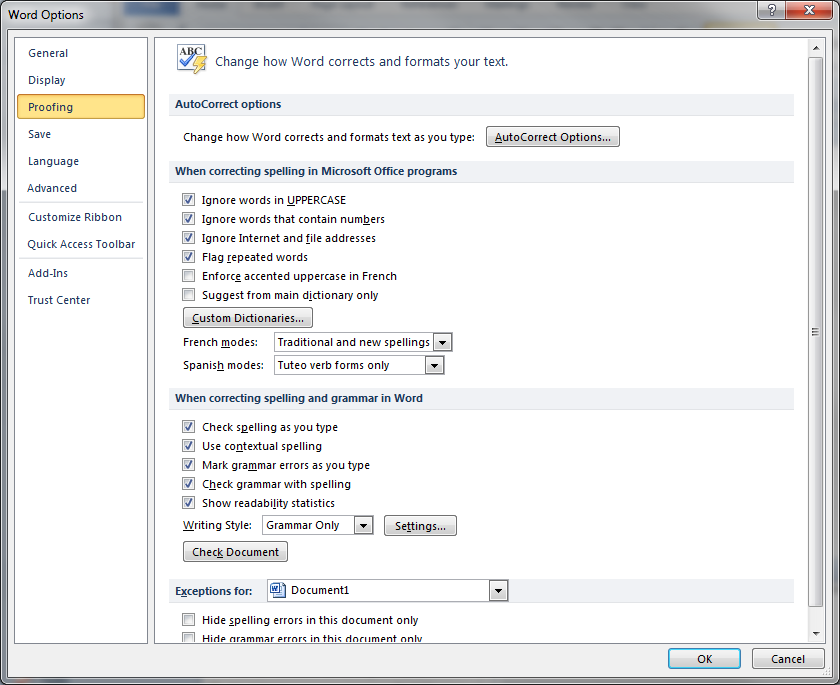 Word Options
General
Display
Proofing
Save
Language
Advanced
Customize Ribbon
Quick Access Toolbar
Add-Ins
Trust Center
ABC
Change how Word corrects and formats your text.
AutoCorrect options
Change how Word corrects and formats text as you type: AutoCorrect Options...
When correcting spelling in Microsoft Office programs
Ignore words in UPPERCASE
Ignore words that contain numbers
Ignore Internet and file addresses
Flag repeated words
Enforce accented uppercase in French
Suggest from main dictionary only
Custom Dictionaries...
French modes: Traditional and new spellings
Spanish modes: Tuteo verb forms only
When correcting spelling and grammar in Word
Check spelling as you type
Use contextual spelling
Mark grammar errors as you type
Check grammar with spelling
Show readability statistics
Writing Style: Grammar Only Settings...
Check Document
Exceptions for: Document1
Hide spelling errors in this document only
Hide grammar errors in this document only
OK Cancel